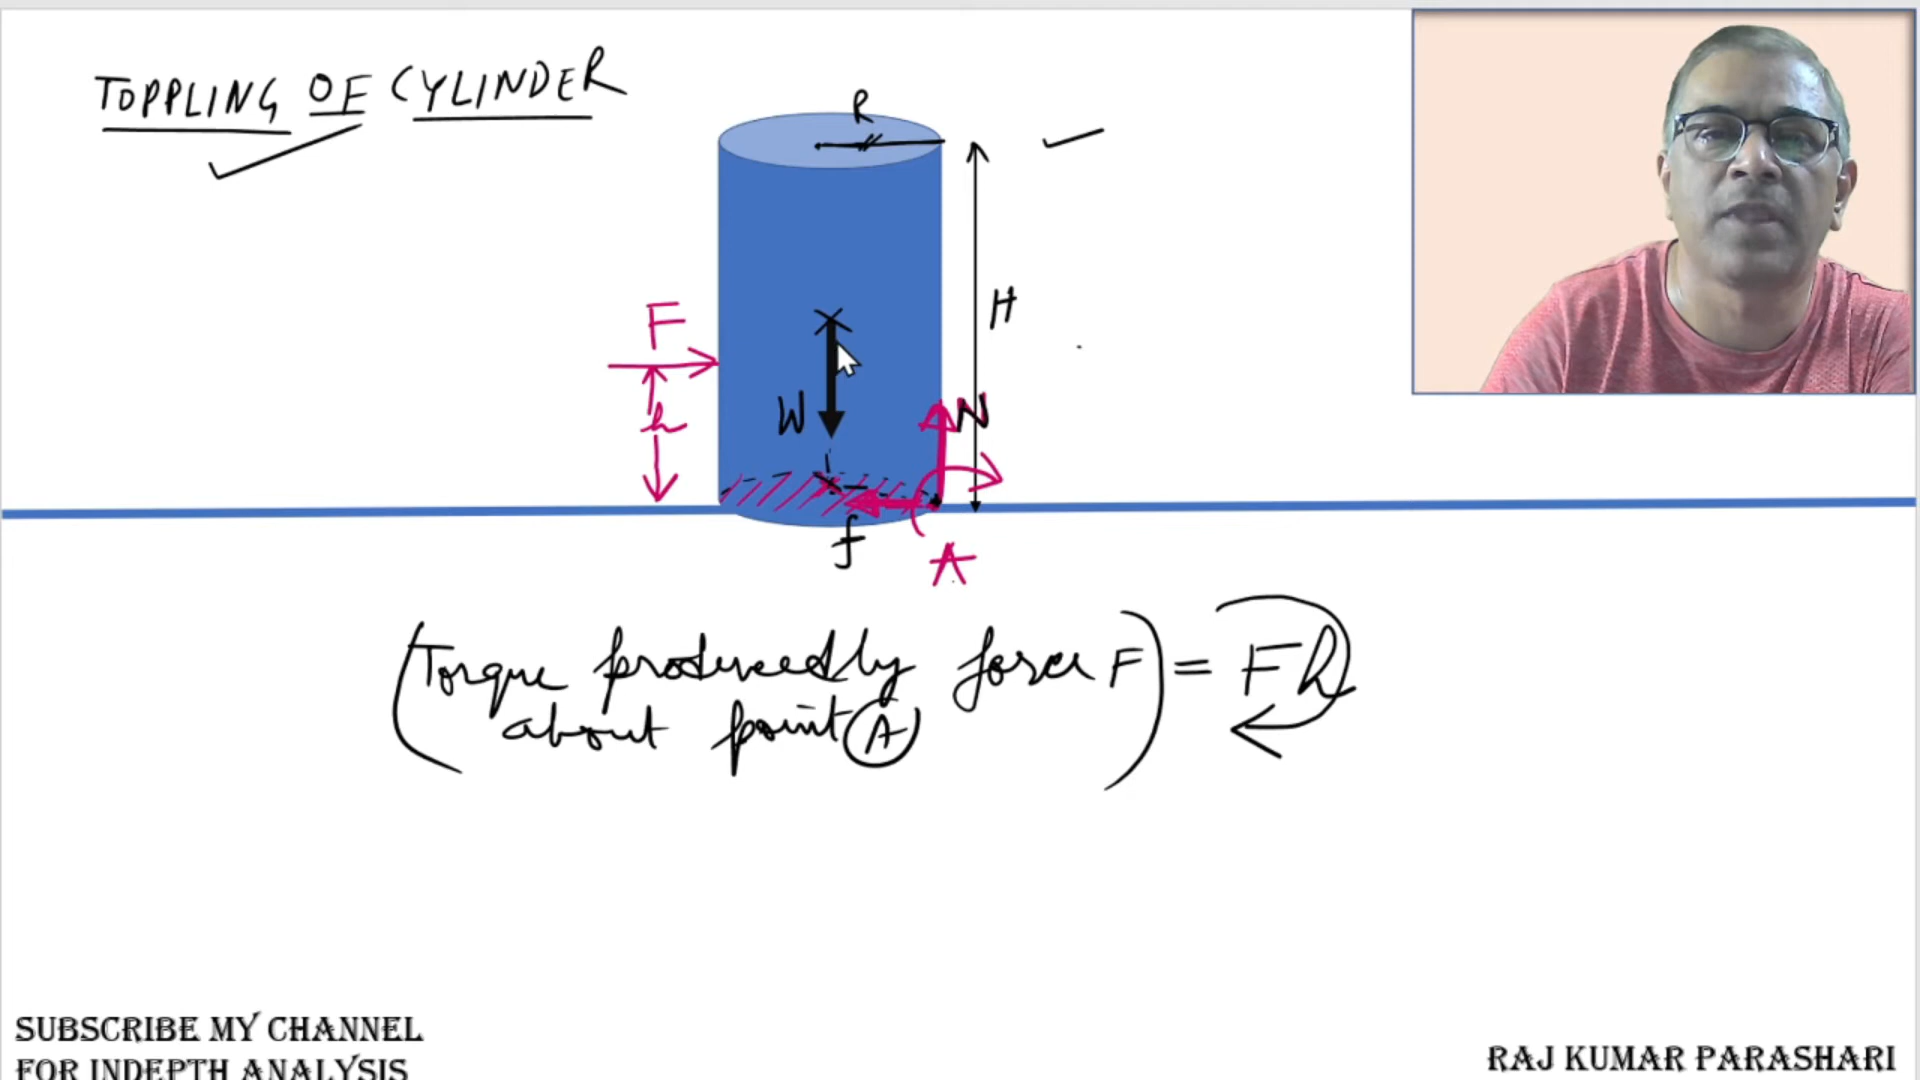 TOPPLING OF CYLINDER
R
H
F
h
W
N
f
A
(Torque produced by force F) = Fh
about point A
SUBSCRIBE MY CHANNEL
FOR INDEPTH ANALYSIS
RAJ KUMAR PARASHARI